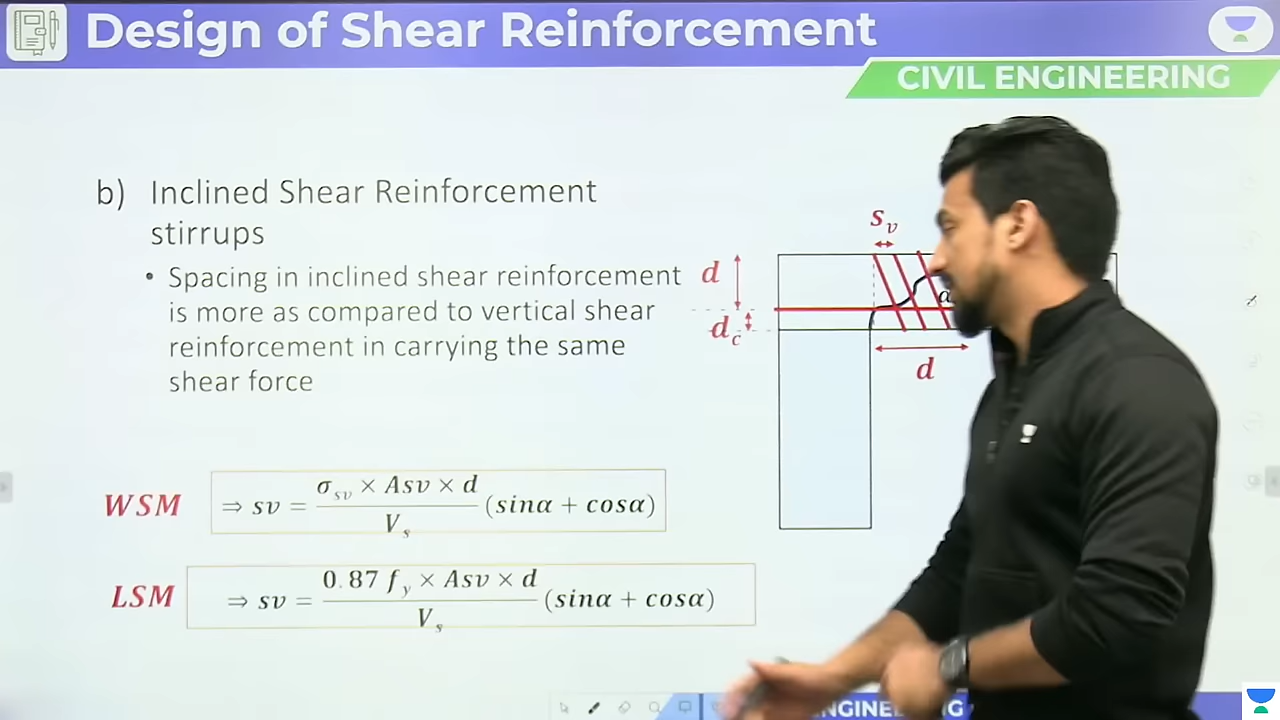 Design of Shear Reinforcement
CIVIL ENGINEERING
b) Inclined Shear Reinforcement
stirrups
• Spacing in inclined shear reinforcement
is more as compared to vertical shear
reinforcement in carrying the same
shear force
s_v
d
d_c
α
d
WSM ⇒ sv = σ_sv × Asv × d / V_s (sinα + cosα)
LSM ⇒ sv = 0.87 f_y × Asv × d / V_s (sinα + cosα)